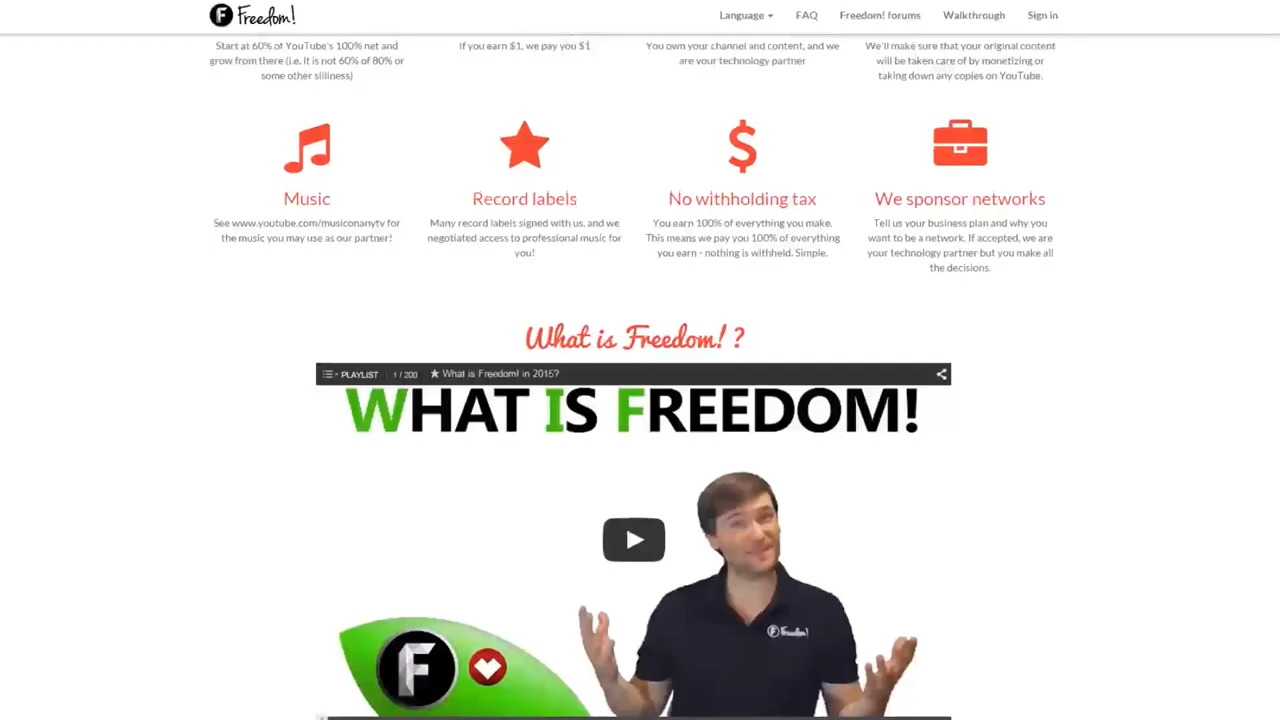 Freedom!
Language
FAQ
Freedom! forums
Walkthrough
Sign in
Start at 60% of YouTube's 100% net and
grow from there (i.e. it is not 60% of 80% or
some other silliness)
If you earn $1, we pay you $1
You own your channel and content, and we
are your technology partner
We'll make sure that your original content
will be taken care of by monetizing or
taking down any copies on YouTube.
Music
See www.youtube.com/musiconanytv for
the music you may use as our partner!
Record labels
Many record labels signed with us, and we
negotiated access to professional music for
you!
No withholding tax
You earn 100% of everything you make.
This means we pay you 100% of everything
you earn - nothing is withheld. Simple.
We sponsor networks
Tell us your business plan and why you
want to be a network. If accepted, we are
your technology partner but you make all
the decisions.
What is Freedom! ?
PLAYLIST 1 / 200 ★ What is Freedom! in 2015?
WHAT IS FREEDOM!
Freedom!
F